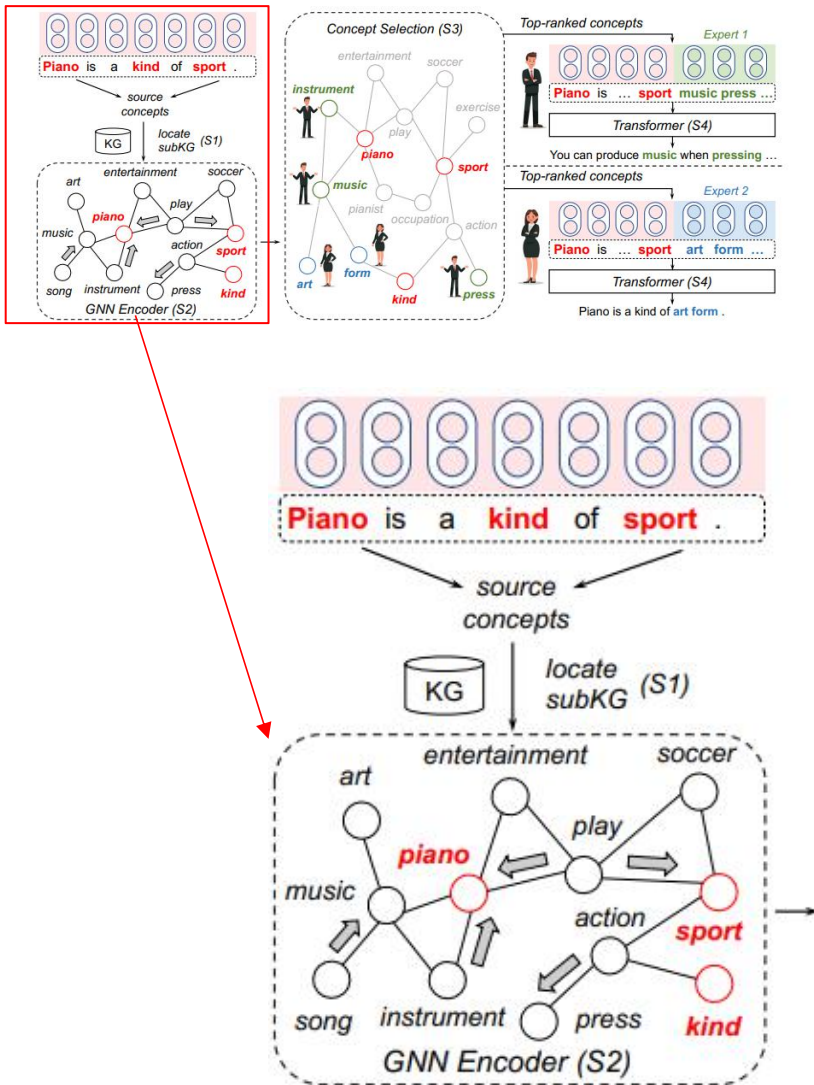 Piano is a kind of sport .
source
concepts
KG
locate
subKG (S1)
entertainment
soccer
art
play
piano
music
action
sport
song
instrument
press
kind
GNN Encoder (S2)
Concept Selection (S3)
entertainment
soccer
instrument
exercise
play
piano
sport
music
pianist
occupation
action
form
art
kind
press
Top-ranked concepts
Expert 1
Piano is ... sport music press ...
Transformer (S4)
You can produce music when pressing ...
Top-ranked concepts
Expert 2
Piano is ... sport art form ...
Transformer (S4)
Piano is a kind of art form .
Piano is a kind of sport .
source
concepts
KG
locate
subKG (S1)
entertainment
soccer
art
play
piano
music
action
sport
song
instrument
press
kind
GNN Encoder (S2)